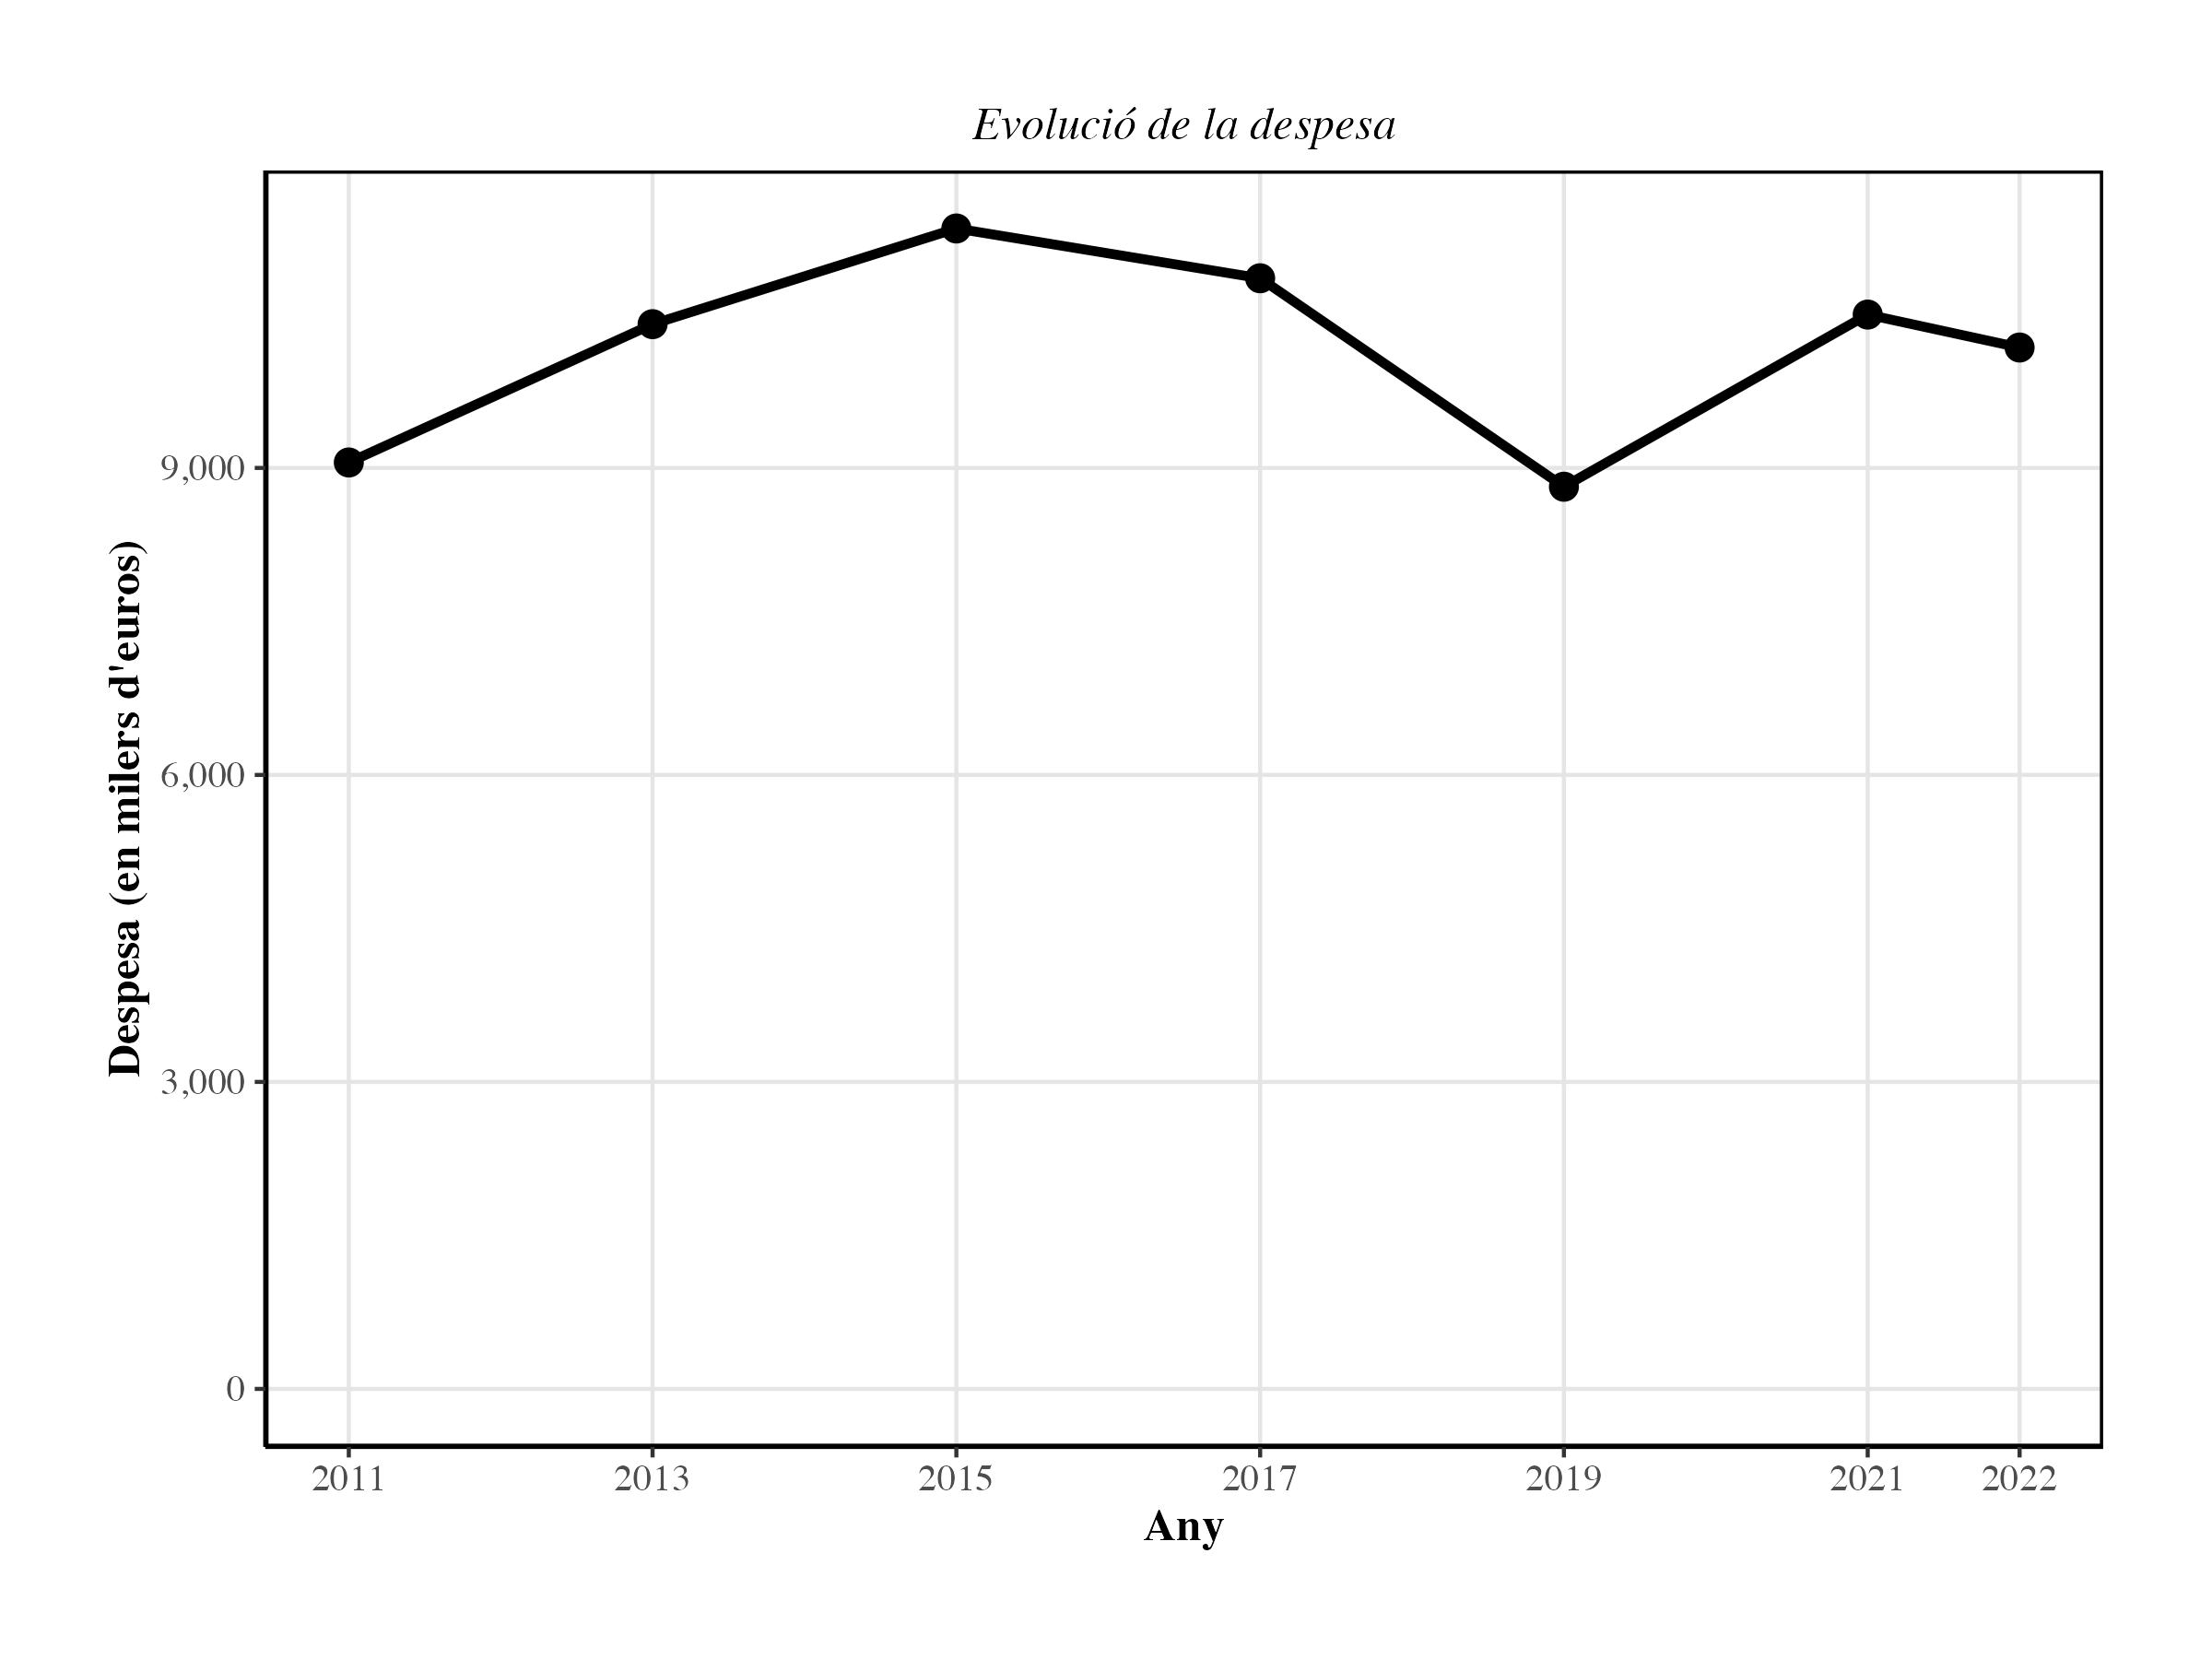 Evolució de la despesa
Despesa (en milers d'euros)
9,000
6,000
3,000
0
2011 2013 2015 2017 2019 2021 2022
Any